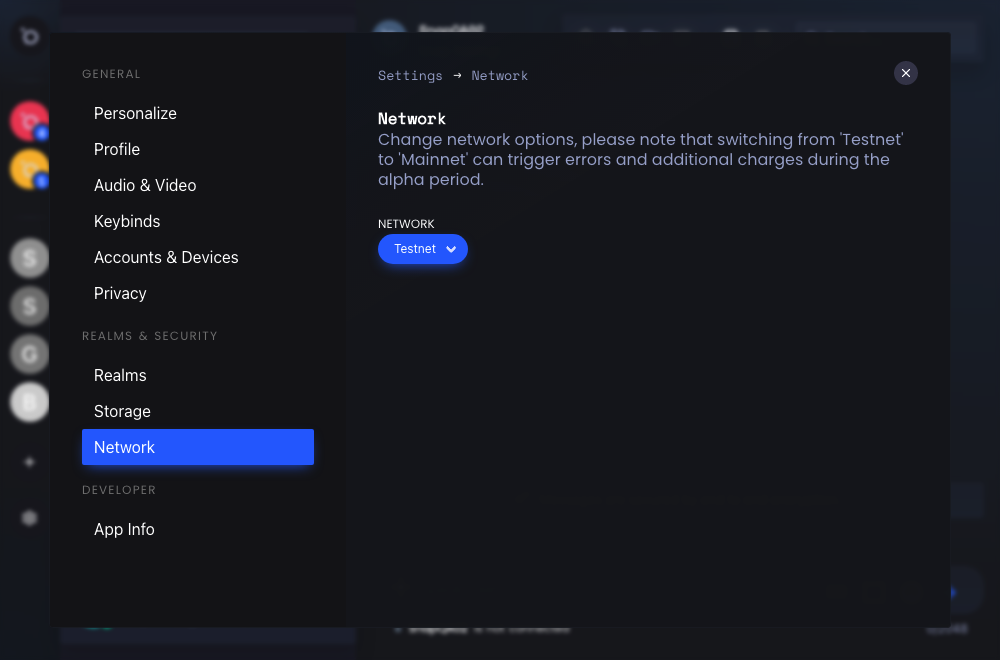 GENERAL
Personalize
Profile
Audio & Video
Keybinds
Accounts & Devices
Privacy
REALMS & SECURITY
Realms
Storage
Network
DEVELOPER
App Info
Settings → Network
Network
Change network options, please note that switching from 'Testnet'
to 'Mainnet' can trigger errors and additional charges during the
alpha period.
NETWORK
Testnet
S
S
G
B